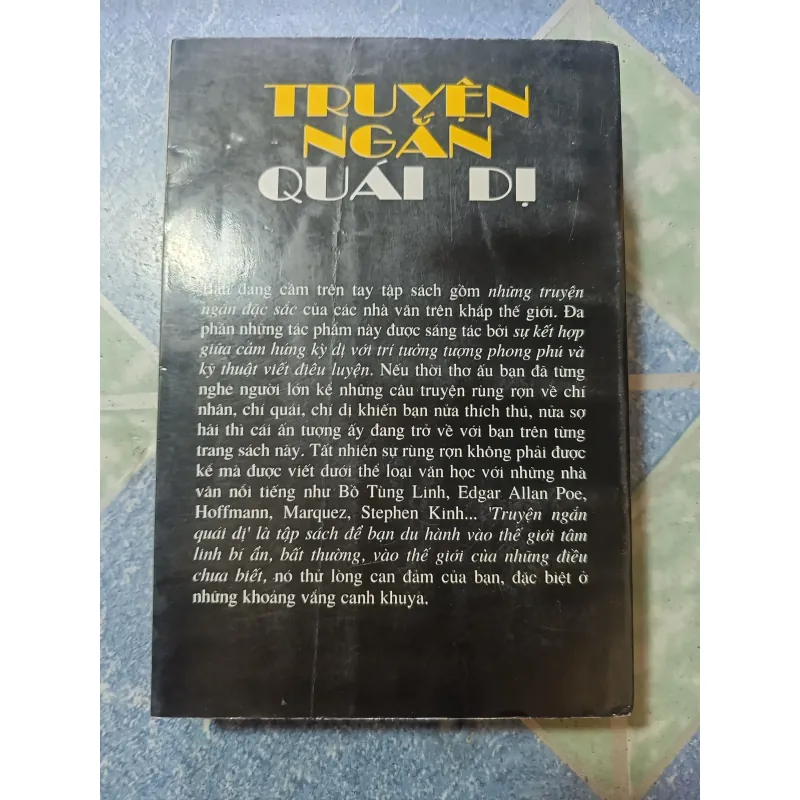 TRUYỆN
NGẮN
QUÁI DỊ
Bạn đang cầm trên tay tập sách gồm những truyện
ngắn đặc sắc của các nhà văn trên khắp thế giới. Đa
phần những tác phẩm này được sáng tác bởi sự kết hợp
giữa cảm hứng kỳ dị với trí tưởng tượng phong phú và
kỹ thuật viết điêu luyện. Nếu thời thơ ấu bạn đã từng
nghe người lớn kể những câu truyện rùng rợn về chí
nhân, chí quái, chí dị khiến bạn nửa thích thú, nửa sợ
hãi thì cái ấn tượng ấy đang trở về với bạn trên từng
trang sách này. Tất nhiên sự rùng rợn không phải được
kể mà được viết dưới thể loại văn học với những nhà
văn nổi tiếng như Bồ Tùng Linh, Edgar Allan Poe,
Hoffmann, Marquez, Stephen Kinh... 'Truyện ngắn
quái dị' là tập sách để bạn du hành vào thế giới tâm
linh bí ẩn, bất thường, vào thế giới của những điều
chưa biết, nó thử lòng can đảm của bạn, đặc biệt ở
những khoảng vắng canh khuya.